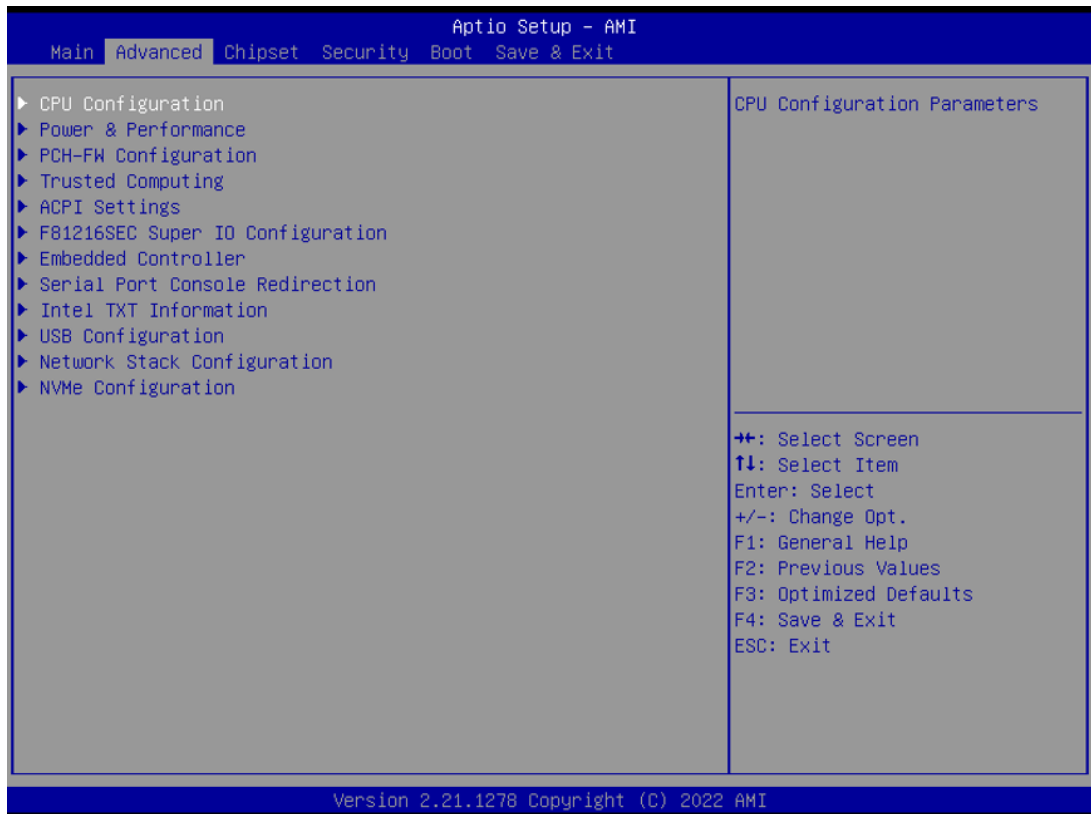 Aptio Setup – AMI
Main Advanced Chipset Security Boot Save & Exit
▶ CPU Configuration
▶ Power & Performance
▶ PCH-FW Configuration
▶ Trusted Computing
▶ ACPI Settings
▶ F81216SEC Super IO Configuration
▶ Embedded Controller
▶ Serial Port Console Redirection
▶ Intel TXT Information
▶ USB Configuration
▶ Network Stack Configuration
▶ NVMe Configuration
CPU Configuration Parameters
→←: Select Screen
↑↓: Select Item
Enter: Select
+/-: Change Opt.
F1: General Help
F2: Previous Values
F3: Optimized Defaults
F4: Save & Exit
ESC: Exit
Version 2.21.1278 Copyright (C) 2022 AMI